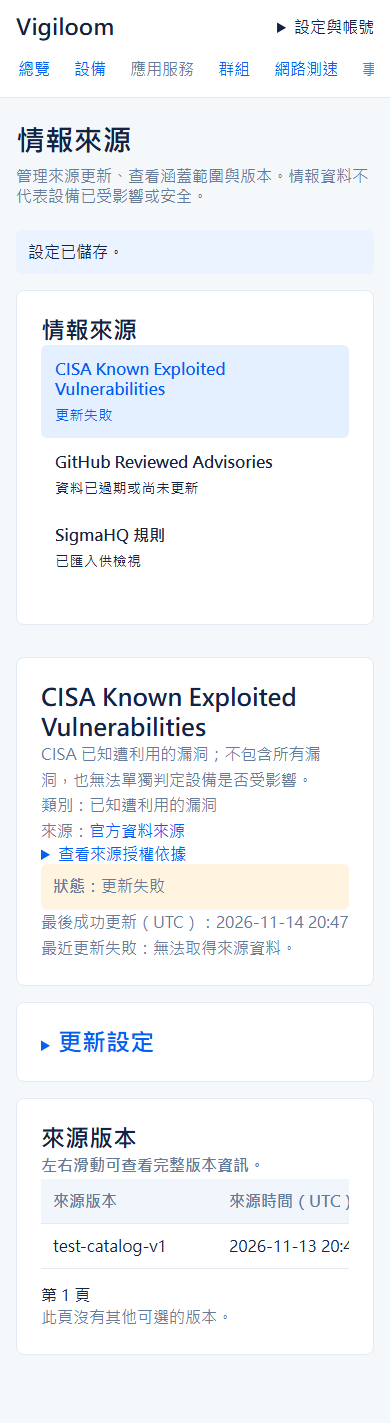 Vigiloom
設定與帳號
總覽 設備 應用服務 群組 網路測速
情報來源
管理來源更新、查看涵蓋範圍與版本。情報資料不
代表設備已受影響或安全。
設定已儲存。
情報來源
CISA Known Exploited
Vulnerabilities
更新失敗
GitHub Reviewed Advisories
資料已過期或尚未更新
SigmaHQ 規則
已匯入供檢視
CISA Known Exploited
Vulnerabilities
CISA 已知遭利用的漏洞；不包含所有漏
洞，也無法單獨判定設備是否受影響。
類別：已知遭利用的漏洞
來源：官方資料來源
查看來源授權依據
狀態：更新失敗
最後成功更新（UTC）：2026-11-14 20:47
最近更新失敗：無法取得來源資料。
更新設定
來源版本
左右滑動可查看完整版本資訊。
來源版本 來源時間（UTC）
test-catalog-v1 2026-11-13
第 1 頁
此頁沒有其他可選的版本。